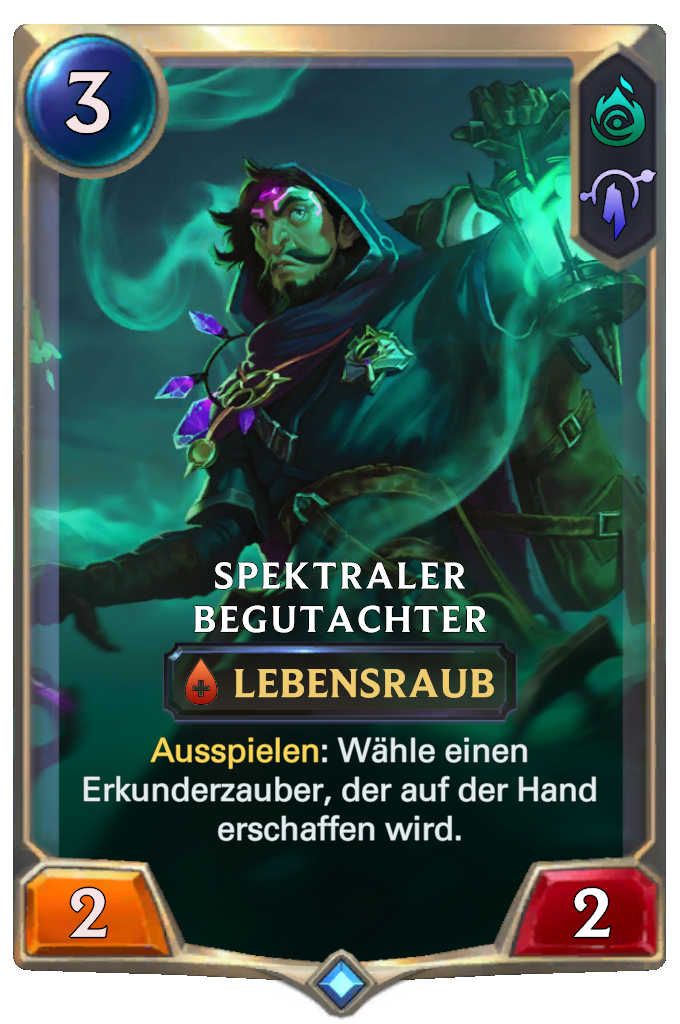 3
SPEKTRALER
BEGUTACHTER
LEBENSRAUB
Ausspielen: Wähle einen
Erkunderzauber, der auf der Hand
erschaffen wird.
2 2